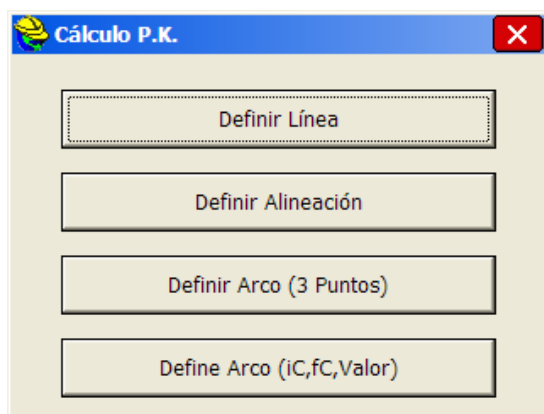 Cálculo P.K.
Definir Línea
Definir Alineación
Definir Arco (3 Puntos)
Define Arco (iC,fC,Valor)